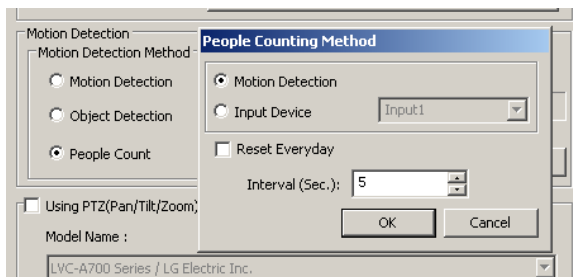 Motion Detection
Motion Detection Method
Motion Detection
Object Detection
People Count
Using PTZ(Pan/Tilt/Zoom)
Model Name :
LVC-A700 Series / LG Electric Inc.
People Counting Method
Motion Detection
Input Device
Input1
Reset Everyday
Interval (Sec.): 5
OK Cancel